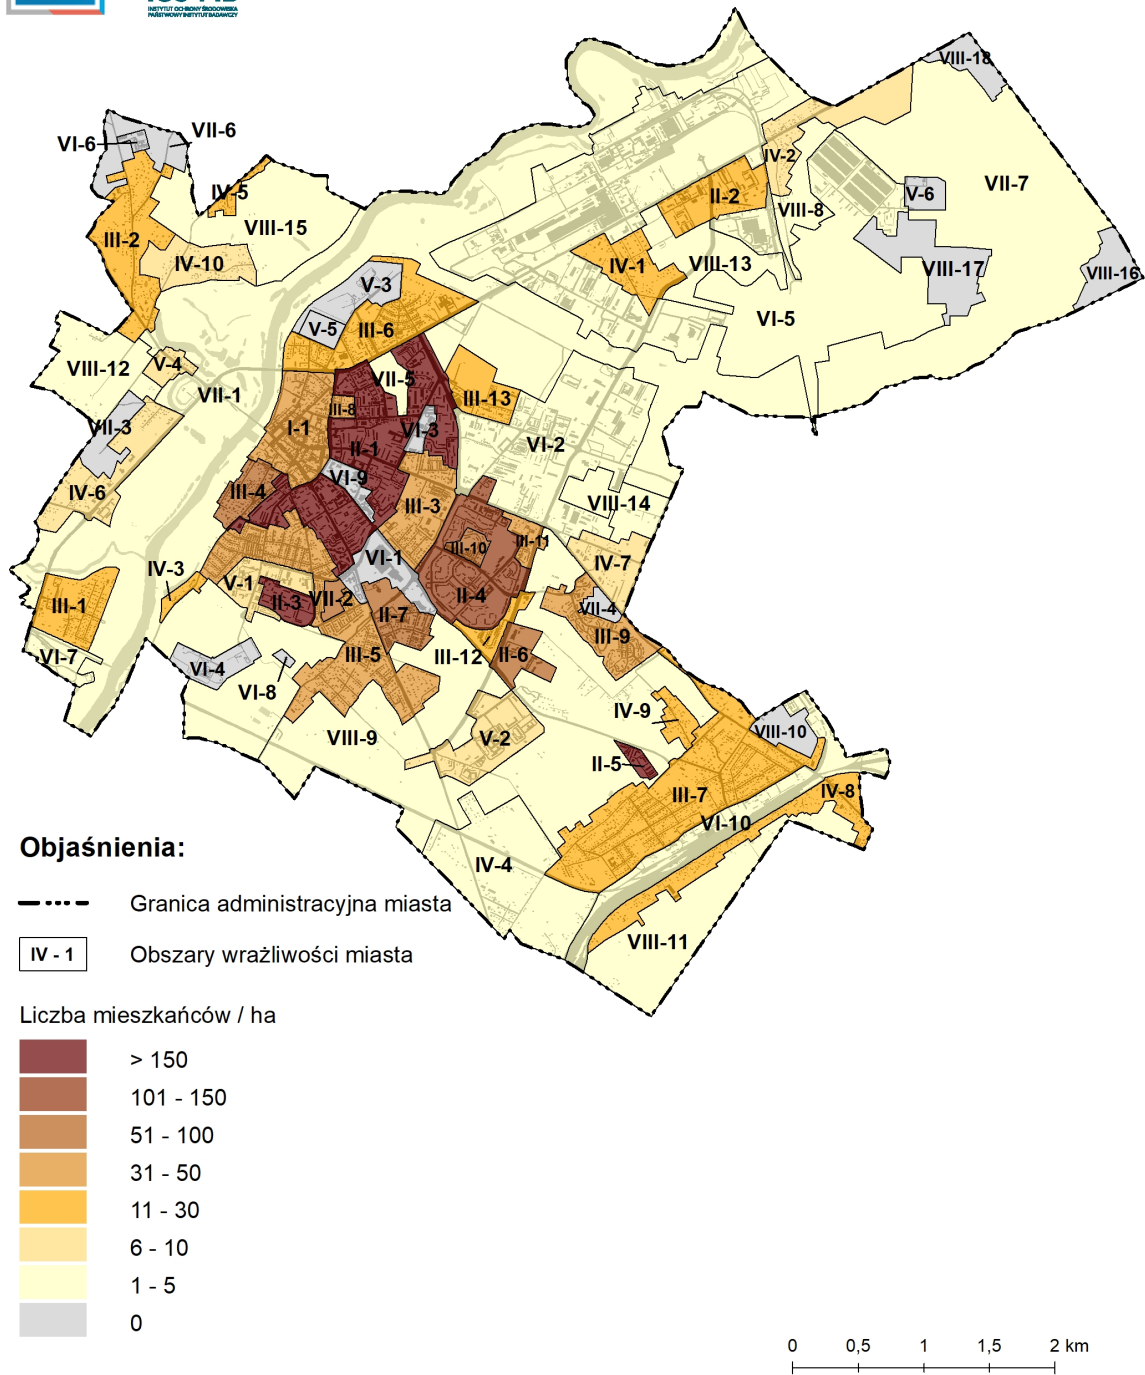 INSTYTUT OCHRONY ŚRODOWISKA
PAŃSTWOWY INSTYTUT BADAWCZY
VIII-18
VI-6
VII-6
IV-2
IV-5
II-2
V-6
VII-7
VIII-15
VIII-8
III-2
IV-10
IV-1
VIII-13
VIII-17
VIII-16
V-3
V-5
III-6
VI-5
VIII-12
V-4
VII-5
VII-1
III-13
III-8
I-1
VI-3
VII-3
II-1
VI-2
VI-9
IV-6
III-4
III-3
VIII-14
III-11
III-10
VI-1
IV-7
IV-3
V-1
II-3
VII-2
II-4
III-1
II-7
VII-4
III-9
VI-7
III-5
III-12
II-6
VI-4
VI-8
IV-9
VIII-9
V-2
VIII-10
II-5
III-7
IV-8
VI-10
IV-4
VIII-11
Objaśnienia:
Granica administracyjna miasta
IV - 1
Obszary wrażliwości miasta
Liczba mieszkańców / ha
> 150
101 - 150
51 - 100
31 - 50
11 - 30
6 - 10
1 - 5
0
0 0,5 1 1,5 2 km